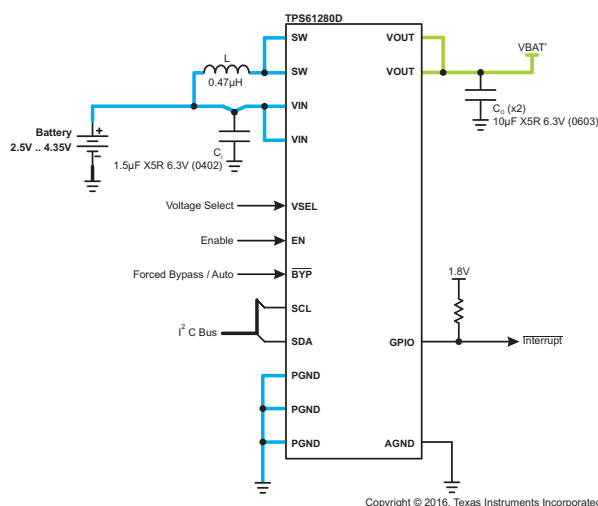 TPS61280D
SW
VOUT
VBAT'
L
SW
VOUT
0.47µH
C₀ (x2)
10µF X5R 6.3V (0603)
VIN
Battery
2.5V .. 4.35V
+
-
VIN
Cᵢ
1.5µF X5R 6.3V (0402)
Voltage Select
VSEL
Enable
EN
Forced Bypass / Auto
BYP
1.8V
SCL
I² C Bus
SDA
GPIO
Interrupt
PGND
PGND
PGND
AGND
Copyright © 2016, Texas Instruments Incorporated